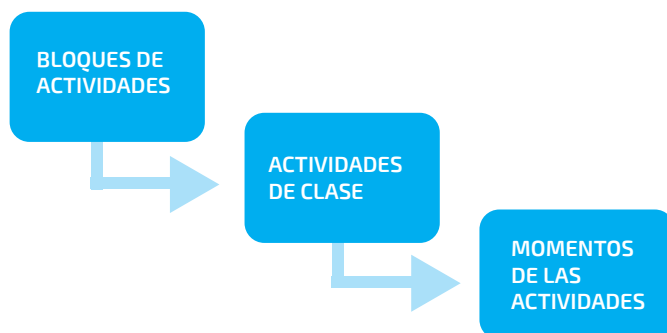 BLOQUES DE
ACTIVIDADES
ACTIVIDADES
DE CLASE
MOMENTOS
DE LAS
ACTIVIDADES